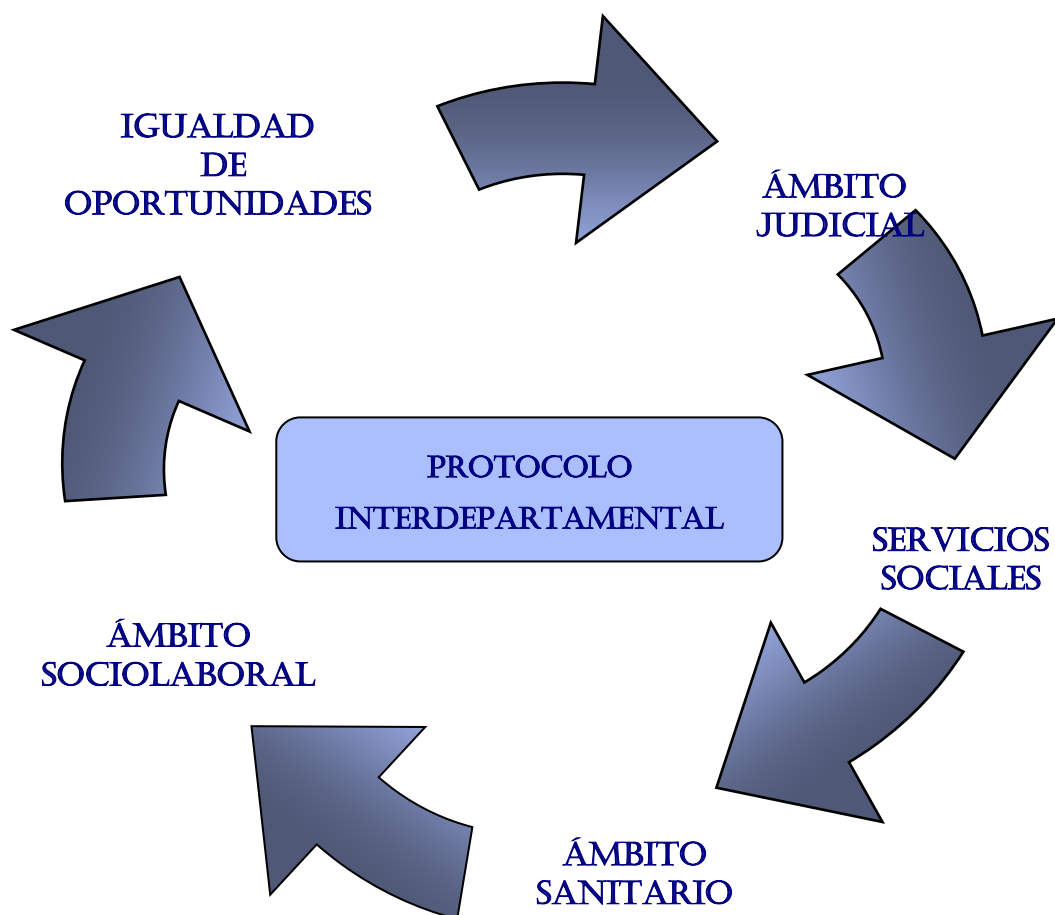 IGUALDAD
DE
OPORTUNIDADES
ÁMBITO
JUDICIAL
PROTOCOLO
INTERDEPARTAMENTAL
SERVICIOS
SOCIALES
ÁMBITO
SOCIOLABORAL
ÁMBITO
SANITARIO